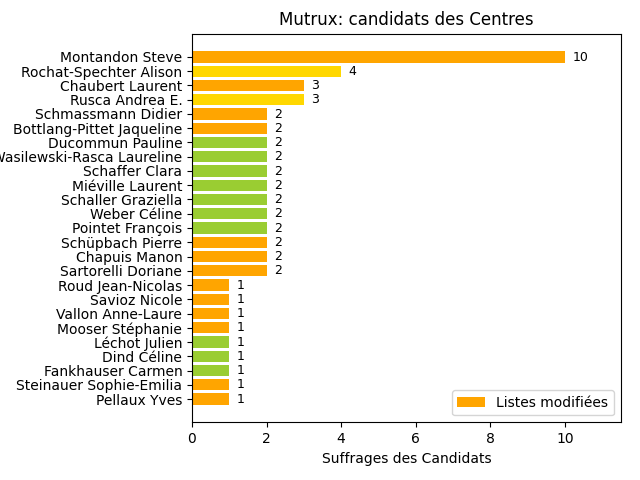 Mutrux: candidats des Centres
Montandon Steve 10
Rochat-Spechter Alison 4
Chaubert Laurent 3
Rusca Andrea E. 3
Schmassmann Didier 2
Bottlang-Pittet Jaqueline 2
Ducommun Pauline 2
Wasilewski-Rasca Laureline 2
Schaffer Clara 2
Miéville Laurent 2
Schaller Graziella 2
Weber Céline 2
Pointet François 2
Schüpbach Pierre 2
Chapuis Manon 2
Sartorelli Doriane 2
Roud Jean-Nicolas 1
Savioz Nicole 1
Vallon Anne-Laure 1
Mooser Stéphanie 1
Léchot Julien 1
Dind Céline 1
Fankhauser Carmen 1
Steinauer Sophie-Emilia 1
Pellaux Yves 1
Listes modifiées
0 2 4 6 8 10
Suffrages des Candidats